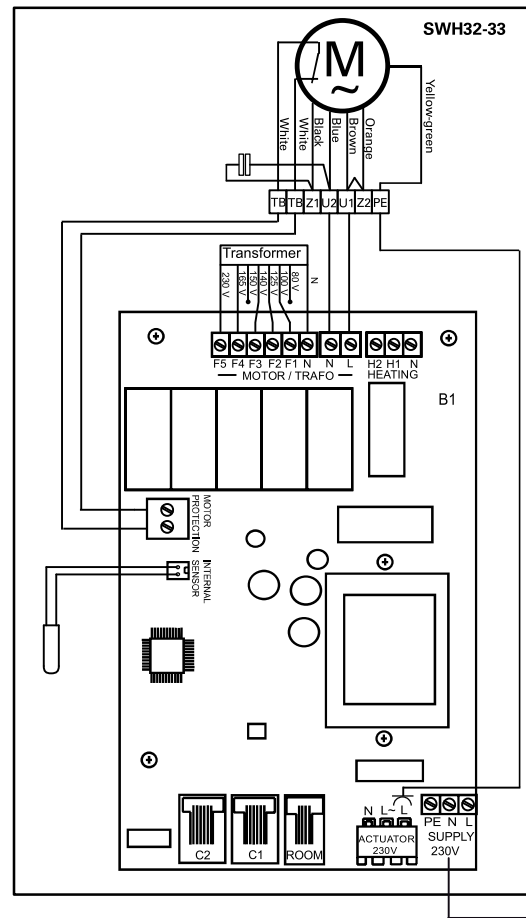 SWH32-33
M
~
White
White
Black
Blue
Brown
Orange
Yellow-green
TB TB Z1 U2 U1 Z2 PE
Transformer
230 V
165 V
150 V
140 V
125 V
100 V
80 V
N
F5 F4 F3 F2 F1 N N L H2 H1 N
MOTOR / TRAFO HEATING
B1
MOTOR
PROTECTION
INTERNAL
SENSOR
N L~ L
PE N L
ACTUATOR
230V
SUPPLY
230V
C2 C1 ROOM